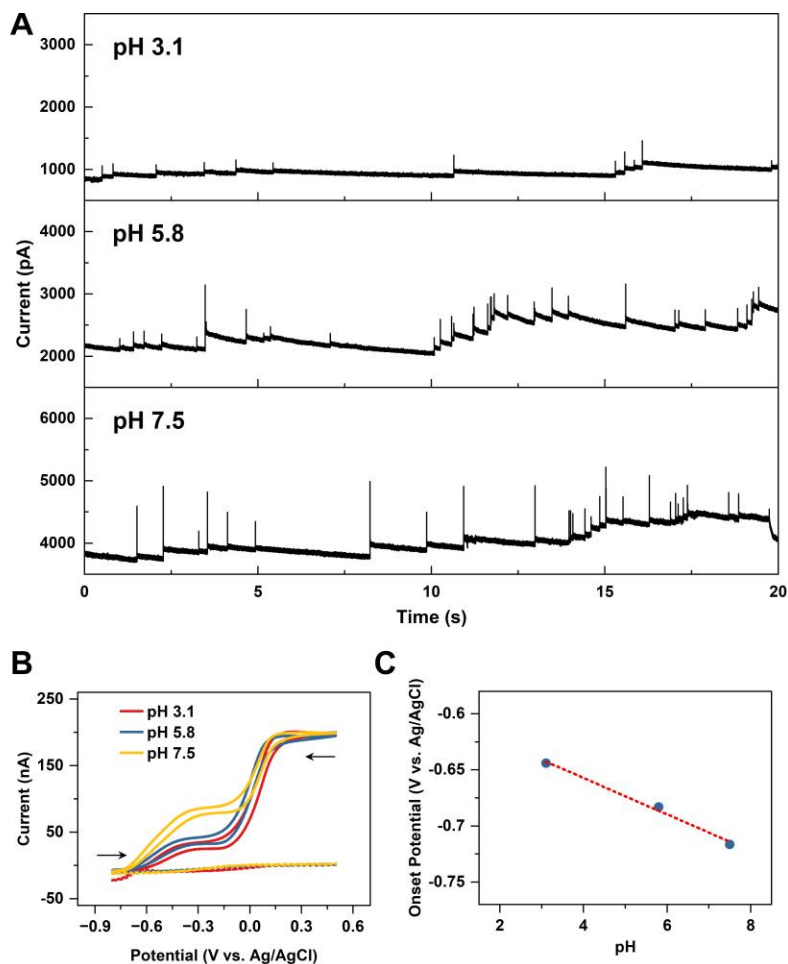 A
pH 3.1
3000
2000
1000
pH 5.8
4000
3000
2000
Current (pA)
pH 7.5
6000
5000
4000
0 5 10 15 20
Time (s)
B
250
150
50
-50
Current (nA)
pH 3.1
pH 5.8
pH 7.5
−0.9 −0.6 −0.3 0.0 0.3 0.6
Potential (V vs. Ag/AgCl)
C
Onset Potential (V vs. Ag/AgCl)
-0.6
-0.65
-0.7
-0.75
2 4 6 8
pH